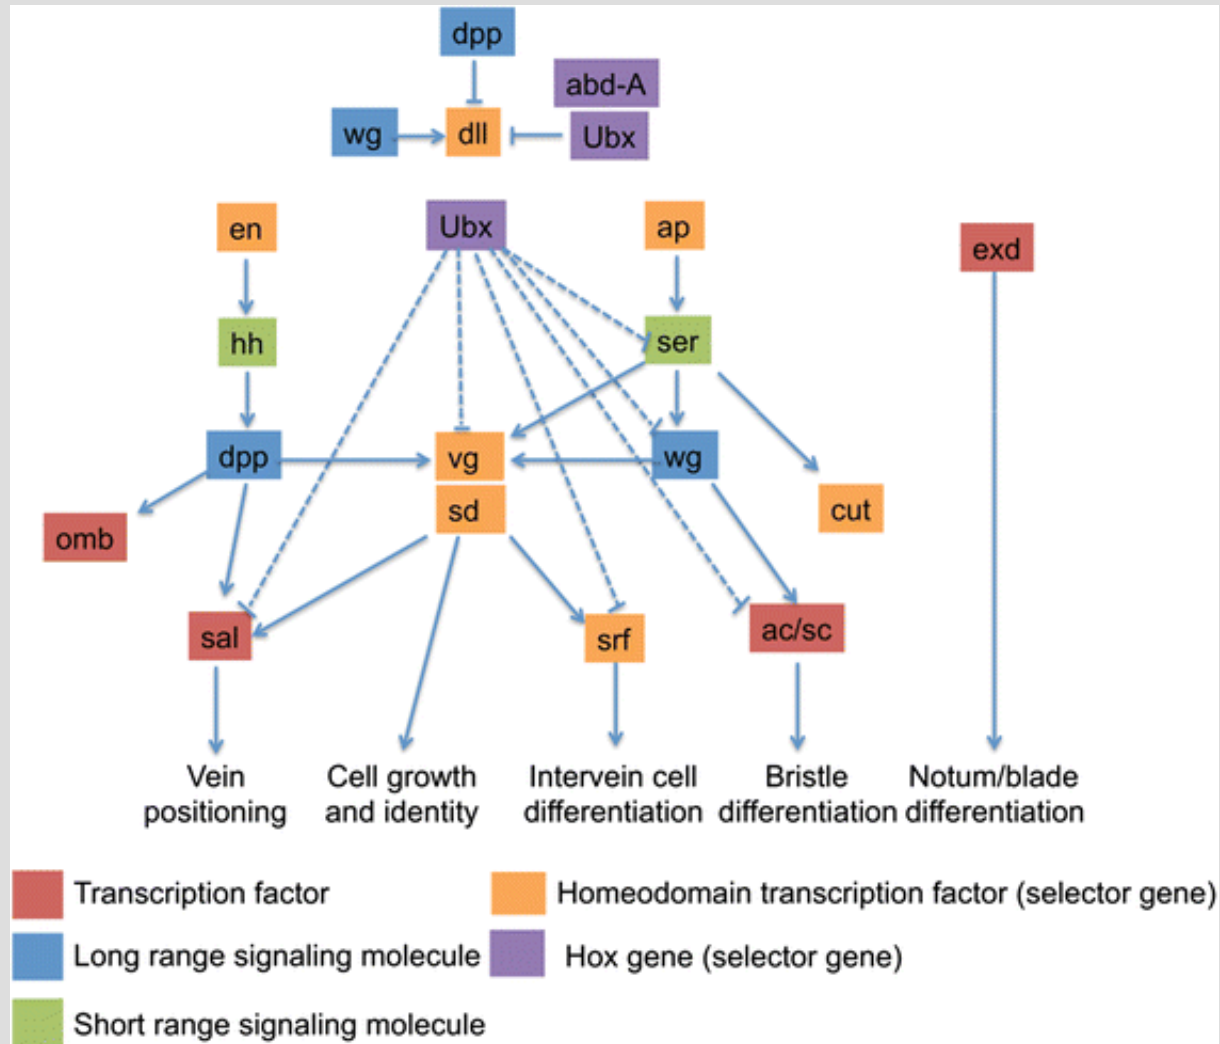 dpp
abd-A
wg
dll
Ubx
en
Ubx
ap
exd
hh
ser
dpp
vg
wg
sd
cut
omb
sal
srf
ac/sc
Vein
positioning
Cell growth
and identity
Intervein cell
differentiation
Bristle
differentiation
Notum/blade
differentiation
Transcription factor
Homeodomain transcription factor (selector gene)
Long range signaling molecule
Hox gene (selector gene)
Short range signaling molecule